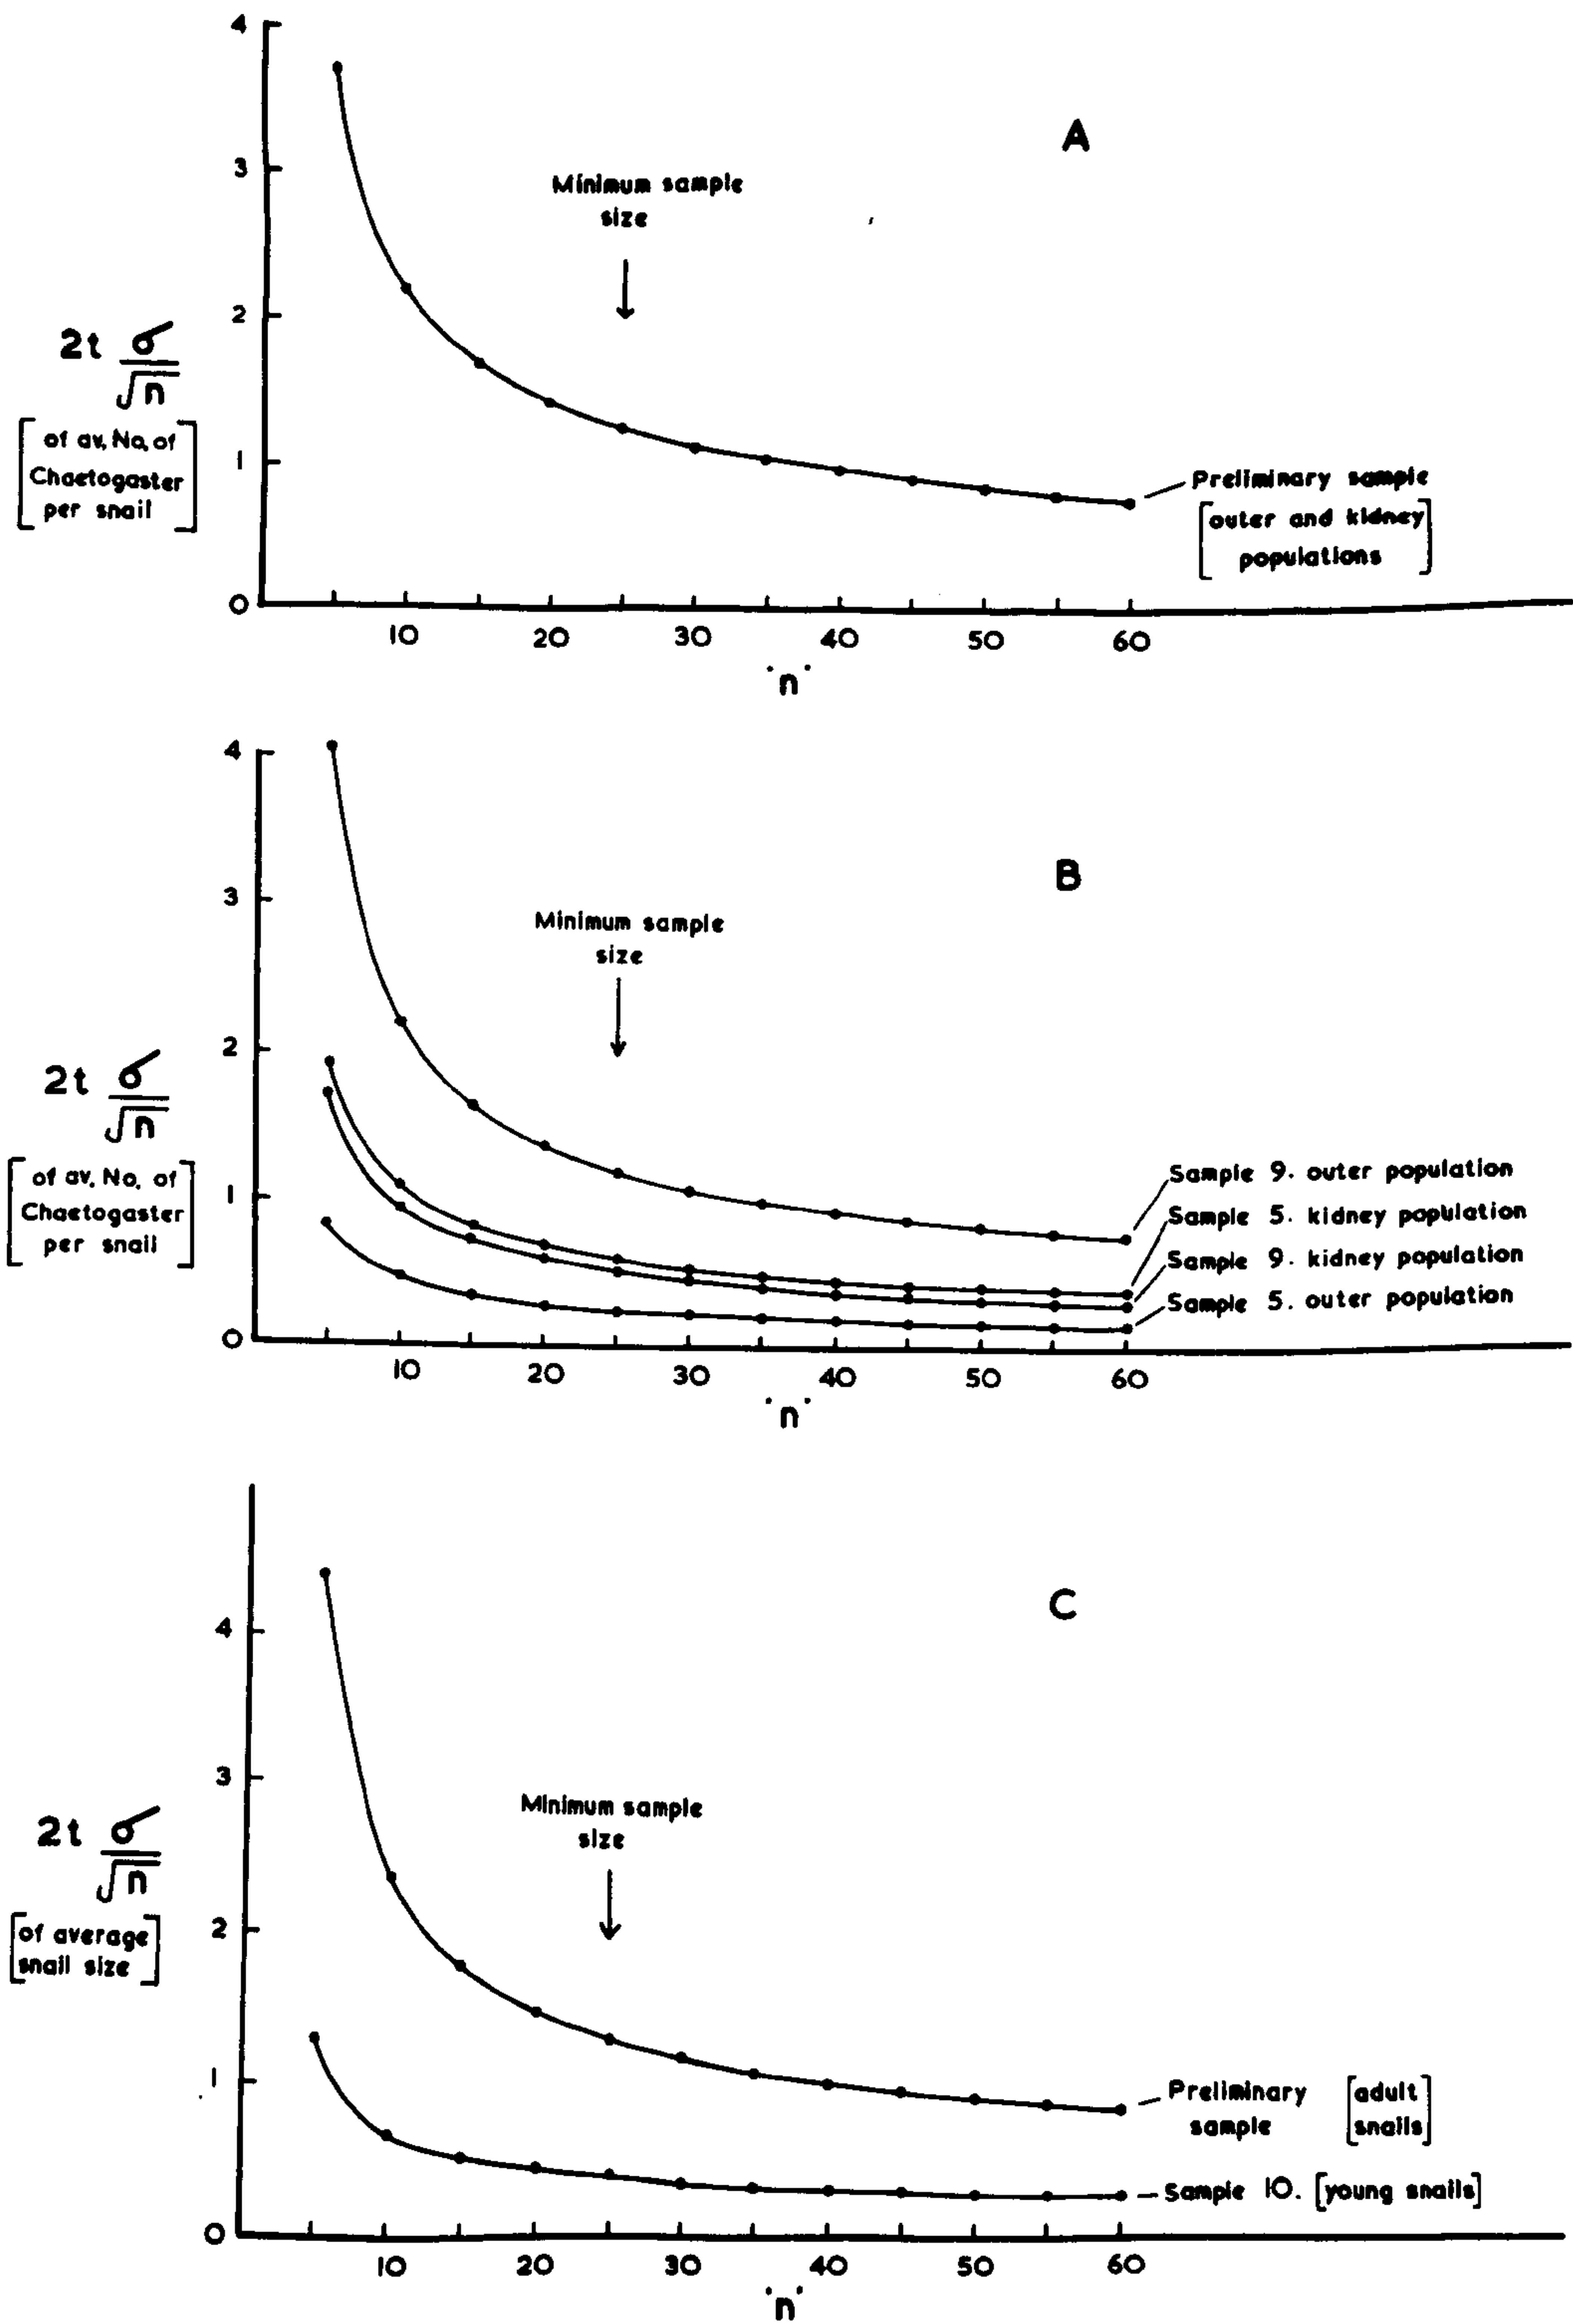 4
3
2
1
0
2t σ
√n
[of av. No. of
Chaetogaster
per snail]
A
Minimum sample
size
Preliminary sample
[outer and kidney
populations]
10 20 30 40 50 60
'n'
4
3
2
1
0
2t σ
√n
[of av. No. of
Chaetogaster
per snail]
B
Minimum sample
size
Sample 9. outer population
Sample 5. kidney population
Sample 9. kidney population
Sample 5. outer population
10 20 30 40 50 60
'n'
4
3
2
1
0
2t σ
√n
[of average
snail size]
C
Minimum sample
size
Preliminary [adult
sample snails]
Sample 10. [young snails]
10 20 30 40 50 60
'n'